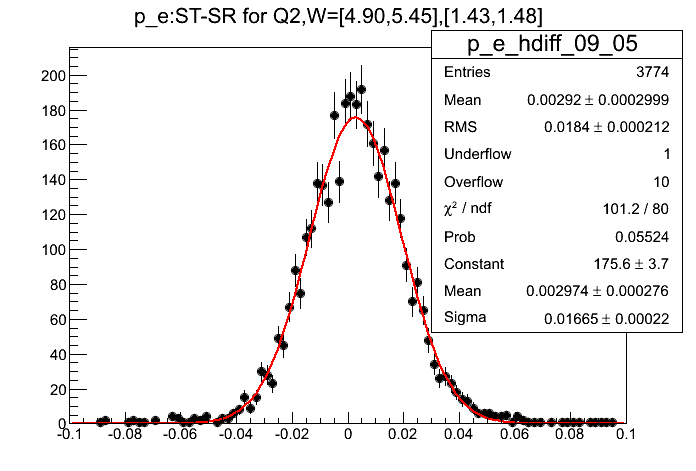 p_e:ST-SR for Q2,W=[4.90,5.45],[1.43,1.48]
p_e_hdiff_09_05
Entries 3774
Mean 0.00292 ± 0.0002999
RMS 0.0184 ± 0.000212
Underflow 1
Overflow 10
χ² / ndf 101.2 / 80
Prob 0.05524
Constant 175.6 ± 3.7
Mean 0.002974 ± 0.000276
Sigma 0.01665 ± 0.00022
200
180
160
140
120
100
80
60
40
20
0
-0.1 -0.08 -0.06 -0.04 -0.02 0 0.02 0.04 0.06 0.08 0.1